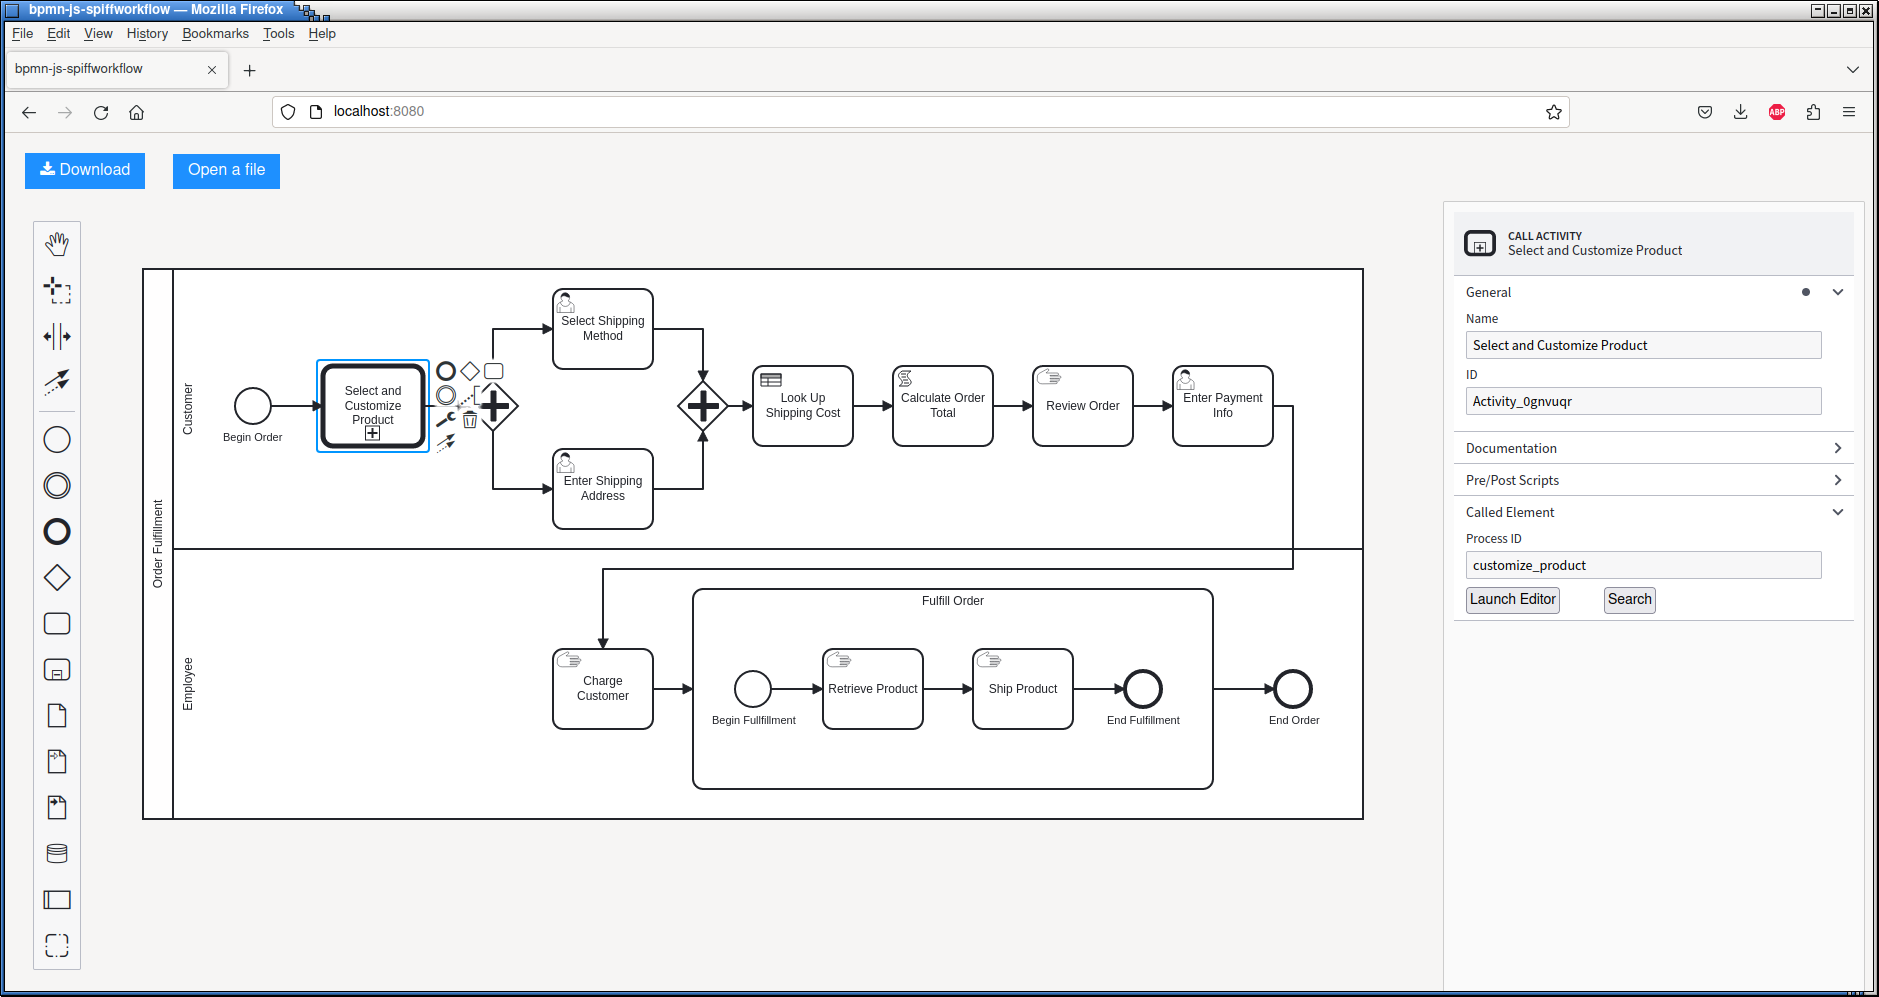 bpmn-js-spiffworkflow — Mozilla Firefox
File Edit View History Bookmarks Tools Help
bpmn-js-spiffworkflow
localhost:8080
ABP
Download
Open a file
CALL ACTIVITY
Select and Customize Product
General
Name
Select and Customize Product
ID
Activity_0gnvuqr
Documentation
Pre/Post Scripts
Called Element
Process ID
customize_product
Launch Editor
Search
Order Fulfillment
Customer
Begin Order
Select and
Customize
Product
Select Shipping
Method
Enter Shipping
Address
Look Up
Shipping Cost
Calculate Order
Total
Review Order
Enter Payment
Info
Employee
Charge
Customer
Fulfill Order
Begin Fullfillment
Retrieve Product
Ship Product
End Fulfillment
End Order